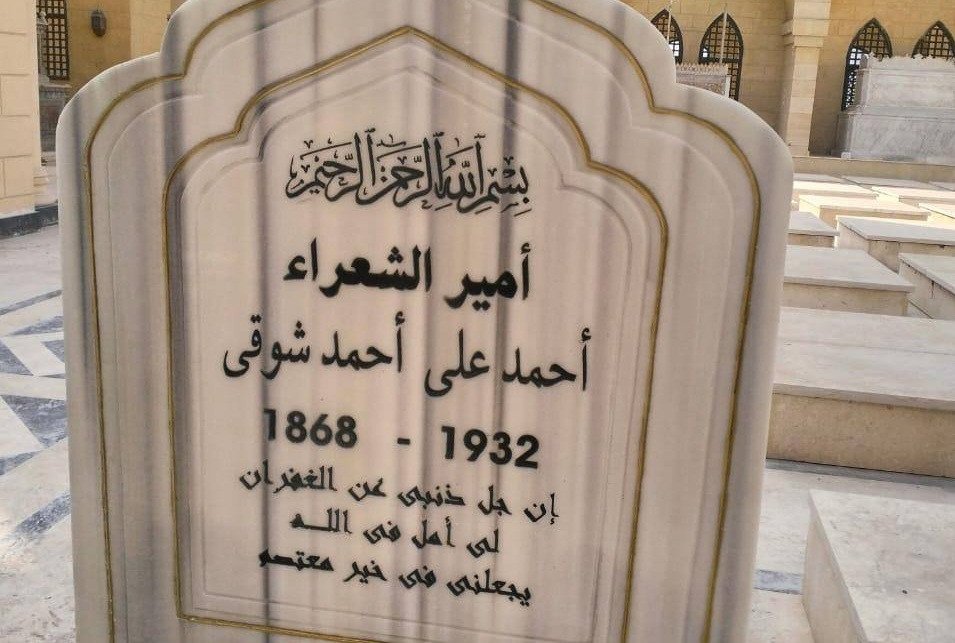 بسم الله الرحمن الرحيم
أمير الشعراء
أحمد على أحمد شوقى
1868 - 1932
إن جل ذنبى عن الغفران
لى أمل فى الله
يجعلنى فى خير معتصم